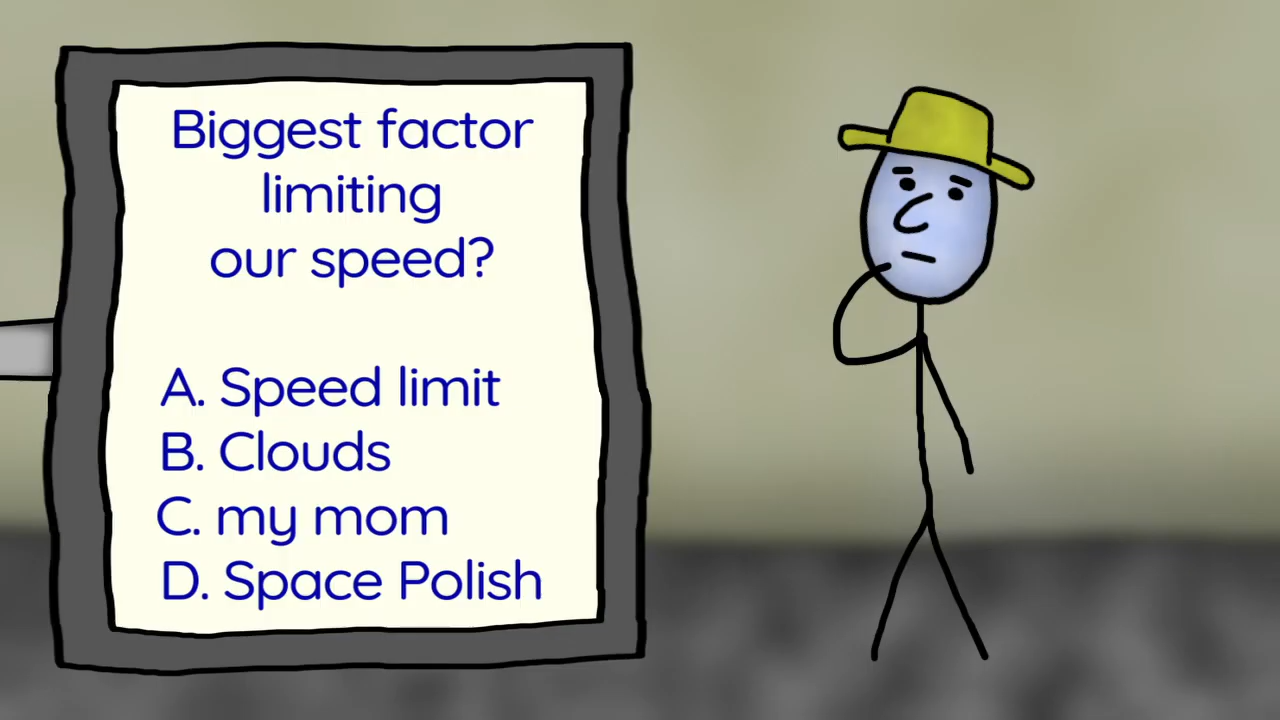 Biggest factor
limiting
our speed?
A. Speed limit
B. Clouds
C. my mom
D. Space Polish